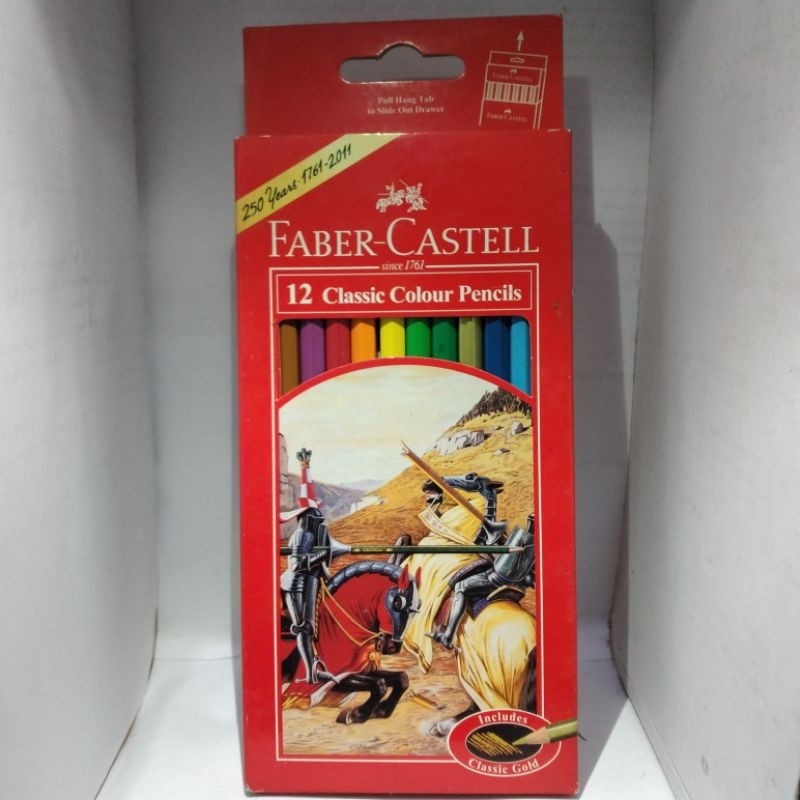 Pull Hang Tab
to Slide Out Drawer
FABER-CASTELL
FABER-CASTELL
250 Years · 1761-2011
FABER-CASTELL
since 1761
12 Classic Colour Pencils
CASTELL
Includes
Classic Gold